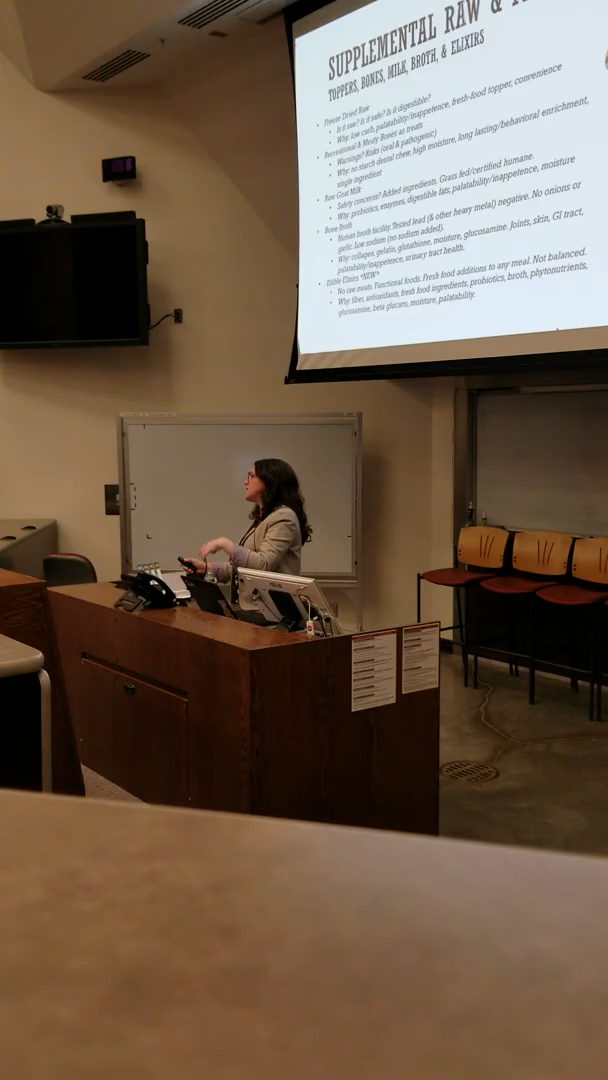 SUPPLEMENTAL RAW &
TOPPERS, BONES, MILK, BROTH, & ELIXIRS
• Freeze Dried Raw
• Is it raw? Is it safe? Is it digestible?
• Why: low carb, palatability/inappetence, fresh-food topper, convenience
• Recreational & Meaty Bones as treats
• Warnings? Risks (oral & pathogenic)
• Why: no starch dental chew, high moisture, long lasting/behavioral enrichment,
single ingredient
• Raw Goat Milk
• Safety concerns? Added ingredients. Grass fed/certified humane.
• Why: probiotics, enzymes, digestible fats, palatability/inappetence, moisture
• Bone Broth
• Human broth facility. Tested lead (& other heavy metal) negative. No onions or
garlic. Low sodium (no sodium added).
• Why: collagen, gelatin, glutathione, moisture, glucosamine. Joints, skin, GI tract,
palatability/inappetence, urinary tract health.
• Edible Elixirs *NEW*
• No raw meats. Functional foods. Fresh food additions to any meal. Not balanced.
• Why: fiber, antioxidants, fresh food ingredients, probiotics, broth, phytonutrients,
glucosamine, beta glucans, moisture, palatability.